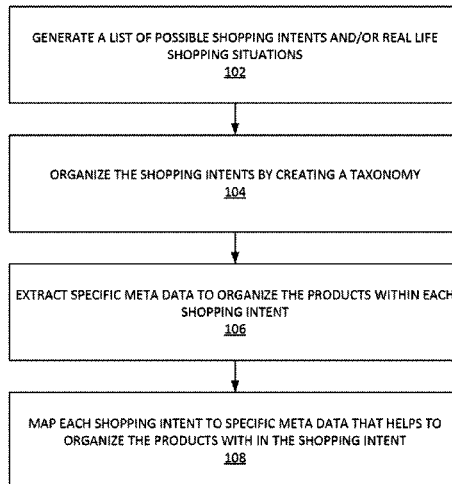 GENERATE A LIST OF POSSIBLE SHOPPING INTENTS AND/OR REAL LIFE
SHOPPING SITUATIONS
102
ORGANIZE THE SHOPPING INTENTS BY CREATING A TAXONOMY
104
EXTRACT SPECIFIC META DATA TO ORGANIZE THE PRODUCTS WITHIN EACH
SHOPPING INTENT
106
MAP EACH SHOPPING INTENT TO SPECIFIC META DATA THAT HELPS TO
ORGANIZE THE PRODUCTS WITH IN THE SHOPPING INTENT
108